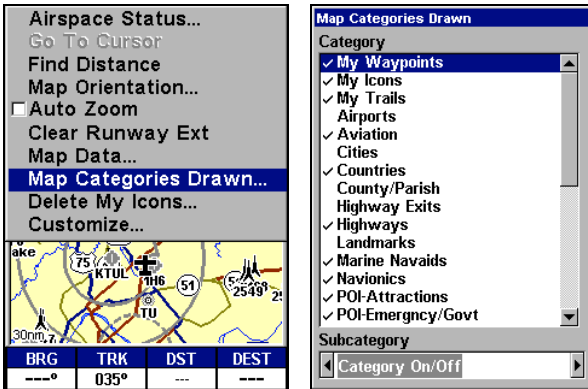 Airspace Status...
Go To Cursor
Find Distance
Map Orientation...
Auto Zoom
Clear Runway Ext
Map Data...
Map Categories Drawn...
Delete My Icons...
Customize...
to
ake
75
KTUL
1H6
51
2549'
TU
30nm
BRG TRK DST DEST
---° 035° --- ---
Map Categories Drawn
Category
My Waypoints
My Icons
My Trails
Airports
Aviation
Cities
Countries
County/Parish
Highway Exits
Highways
Landmarks
Marine Navaids
Navionics
POI-Attractions
POI-Emergncy/Govt
Subcategory
Category On/Off